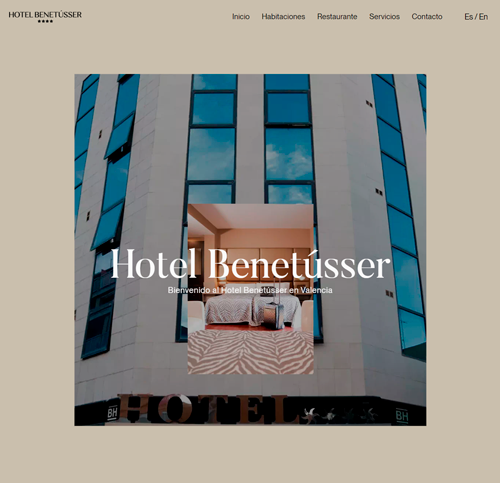 HOTEL BENETÚSSER
Inicio Habitaciones Restaurante Servicios Contacto Es / En
Hotel Benetússer
Bienvenido al Hotel Benetússer en Valencia
BH HOTEL BH